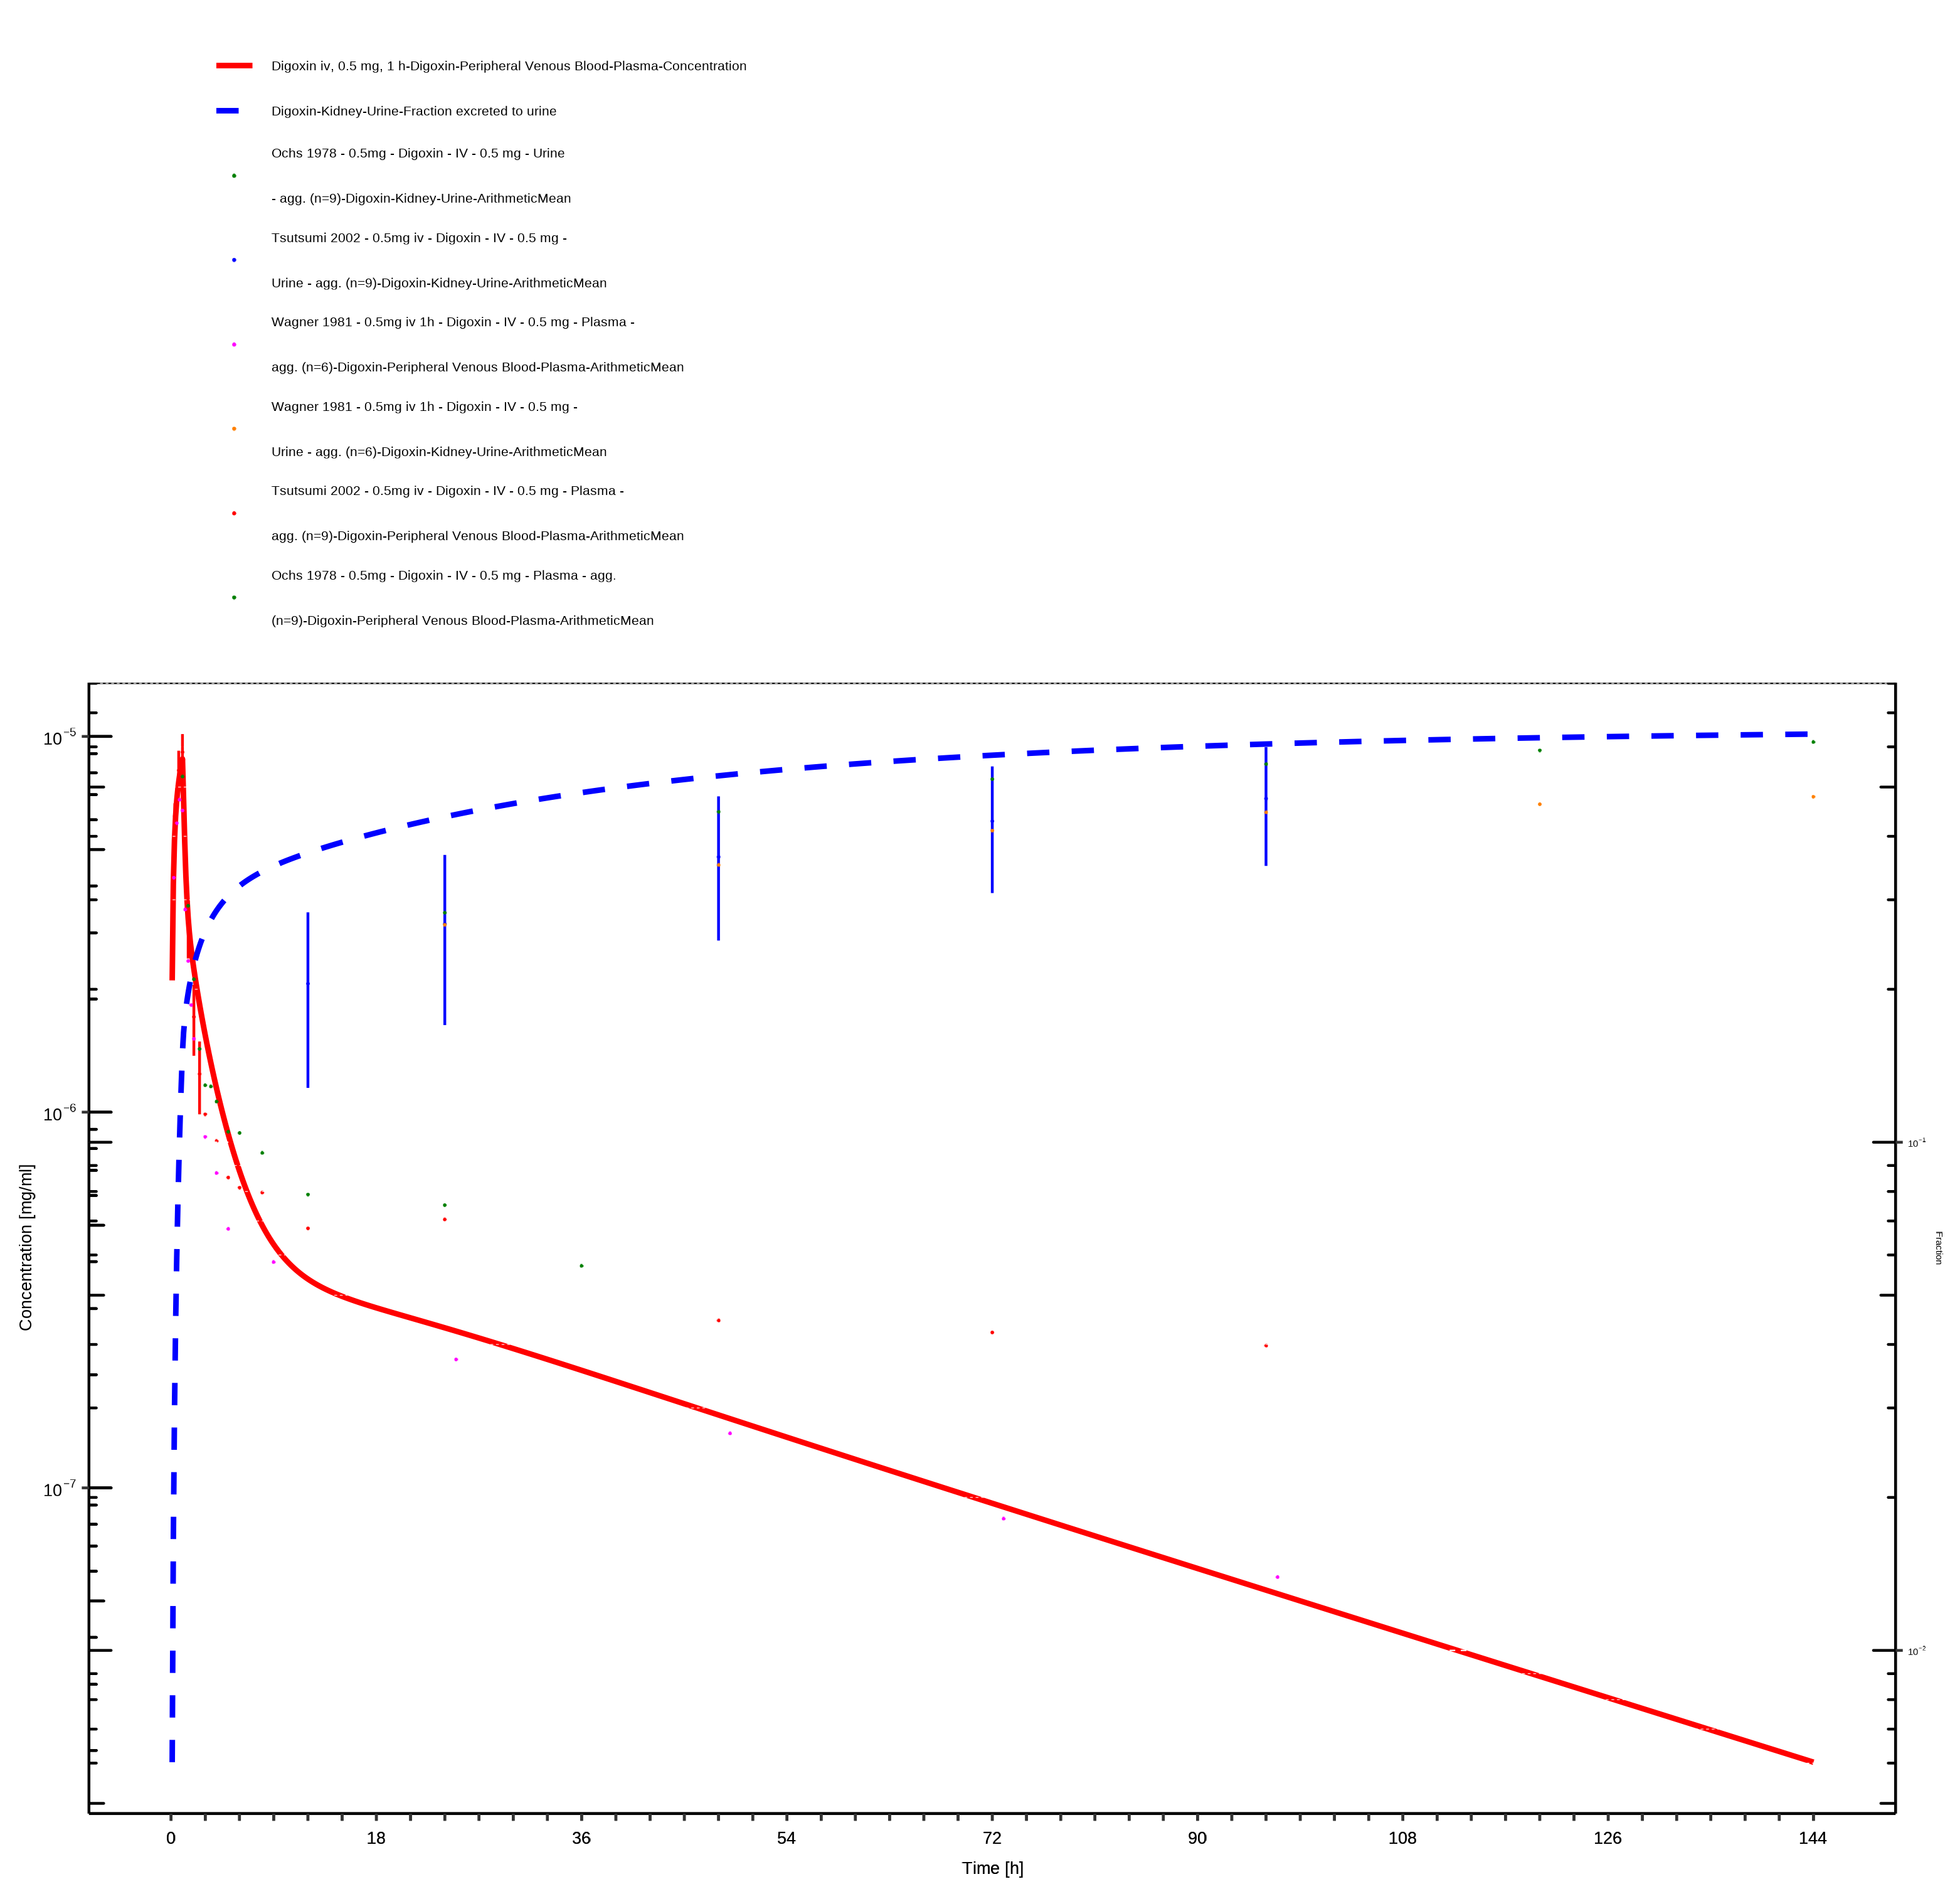 Digoxin iv, 0.5 mg, 1 h-Digoxin-Peripheral Venous Blood-Plasma-Concentration
Digoxin-Kidney-Urine-Fraction excreted to urine
Ochs 1978 - 0.5mg - Digoxin - IV - 0.5 mg - Urine
- agg. (n=9)-Digoxin-Kidney-Urine-ArithmeticMean
Tsutsumi 2002 - 0.5mg iv - Digoxin - IV - 0.5 mg -
Urine - agg. (n=9)-Digoxin-Kidney-Urine-ArithmeticMean
Wagner 1981 - 0.5mg iv 1h - Digoxin - IV - 0.5 mg - Plasma -
agg. (n=6)-Digoxin-Peripheral Venous Blood-Plasma-ArithmeticMean
Wagner 1981 - 0.5mg iv 1h - Digoxin - IV - 0.5 mg -
Urine - agg. (n=6)-Digoxin-Kidney-Urine-ArithmeticMean
Tsutsumi 2002 - 0.5mg iv - Digoxin - IV - 0.5 mg - Plasma -
agg. (n=9)-Digoxin-Peripheral Venous Blood-Plasma-ArithmeticMean
Ochs 1978 - 0.5mg - Digoxin - IV - 0.5 mg - Plasma - agg.
(n=9)-Digoxin-Peripheral Venous Blood-Plasma-ArithmeticMean
10⁻⁵
10⁻⁶
10⁻⁷
Concentration [mg/ml]
10⁻¹
10⁻²
Fraction
0 18 36 54 72 90 108 126 144
Time [h]